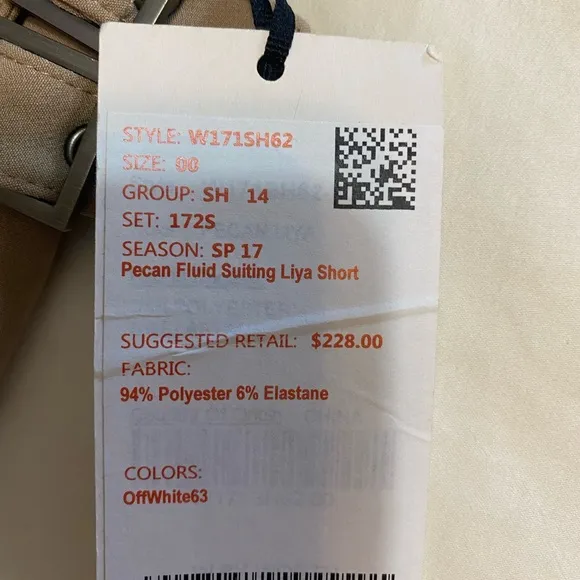 STYLE: W171SH62
SIZE: 00
GROUP: SH 14
SET: 172S
SEASON: SP 17
Pecan Fluid Suiting Liya Short
SUGGESTED RETAIL: $228.00
FABRIC:
94% Polyester 6% Elastane
COLORS:
OffWhite63